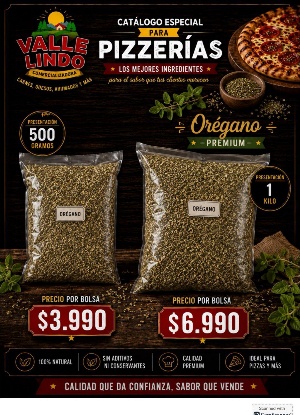 VALLE
LINDO
COMERCIALIZADORA
CARNES, QUESOS, AHUMADOS Y MÁS
CATÁLOGO ESPECIAL
PARA
PIZZERÍAS
LOS MEJORES INGREDIENTES
para el sabor que tus clientes merecen
Orégano
PREMIUM
PRESENTACIÓN
500
GRAMOS
PRESENTACIÓN
1
KILO
ORÉGANO
ORÉGANO
PRECIO POR BOLSA
$3.990
PRECIO POR BOLSA
$6.990
100% NATURAL
SIN ADITIVOS
NI CONSERVANTES
CALIDAD
PREMIUM
IDEAL PARA
PIZZAS Y MÁS
CALIDAD QUE DA CONFIANZA, SABOR QUE VENDE